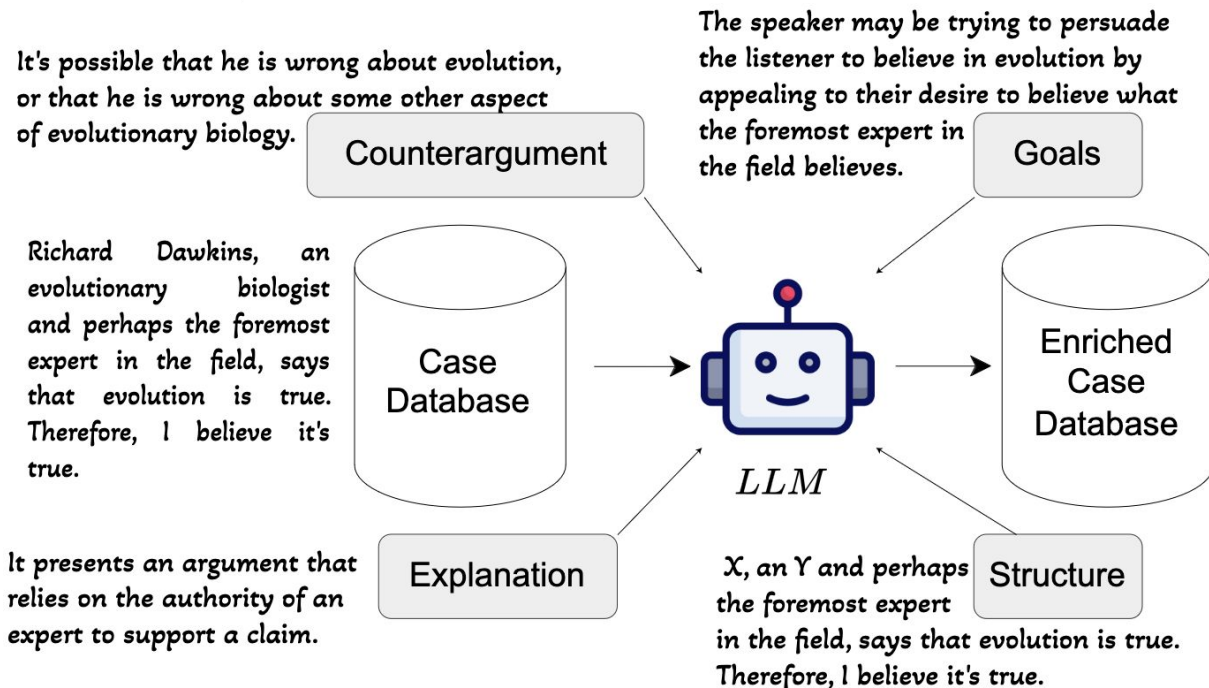 It's possible that he is wrong about evolution,
or that he is wrong about some other aspect
of evolutionary biology.
Counterargument
The speaker may be trying to persuade
the listener to believe in evolution by
appealing to their desire to believe what
the foremost expert in
the field believes.
Goals
Richard Dawkins, an
evolutionary biologist
and perhaps the foremost
expert in the field, says
that evolution is true.
Therefore, I believe it's
true.
Case
Database
LLM
Enriched
Case
Database
It presents an argument that
relies on the authority of an
expert to support a claim.
Explanation
X, an Y and perhaps
the foremost expert
in the field, says that evolution is true.
Therefore, I believe it's true.
Structure